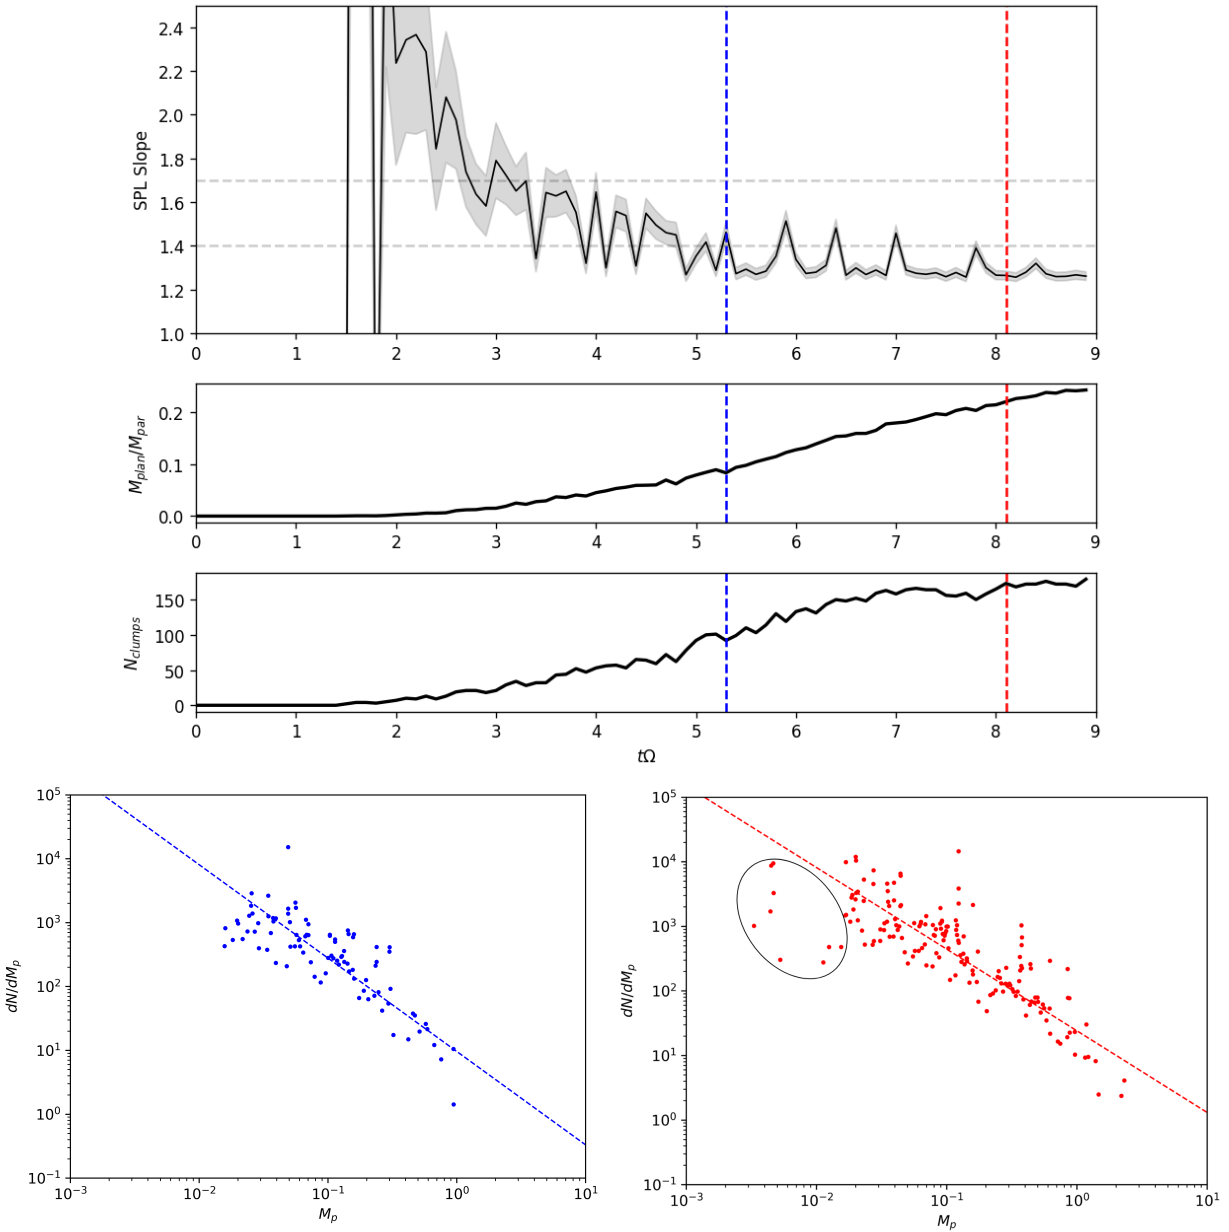 2.4
2.2
2.0
1.8
1.6
1.4
1.2
1.0
SPL Slope
0 1 2 3 4 5 6 7 8 9
0.2
0.1
0.0
M_plan/M_par
0 1 2 3 4 5 6 7 8 9
150
100
50
0
N_clumps
0 1 2 3 4 5 6 7 8 9
tΩ
10^5
10^4
10^3
10^2
10^1
10^0
10^−1
dN/dM_p
10^−3 10^−2 10^−1 10^0 10^1
M_p
10^5
10^4
10^3
10^2
10^1
10^0
10^−1
dN/dM_p
10^−3 10^−2 10^−1 10^0 10^1
M_p